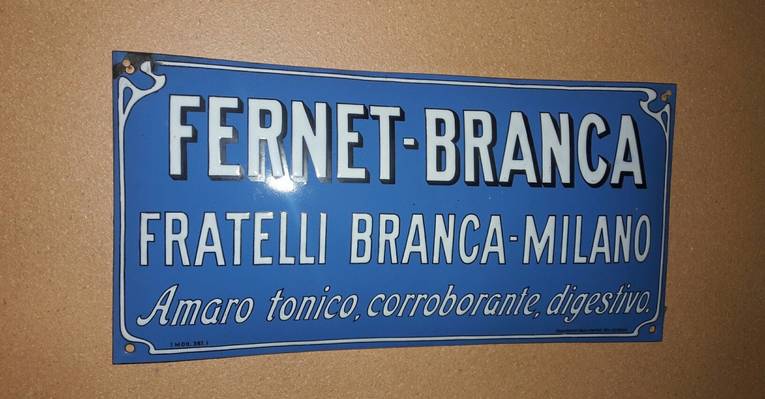 FERNET-BRANCA
FRATELLI BRANCA-MILANO
Amaro tonico, corroborante, digestivo.